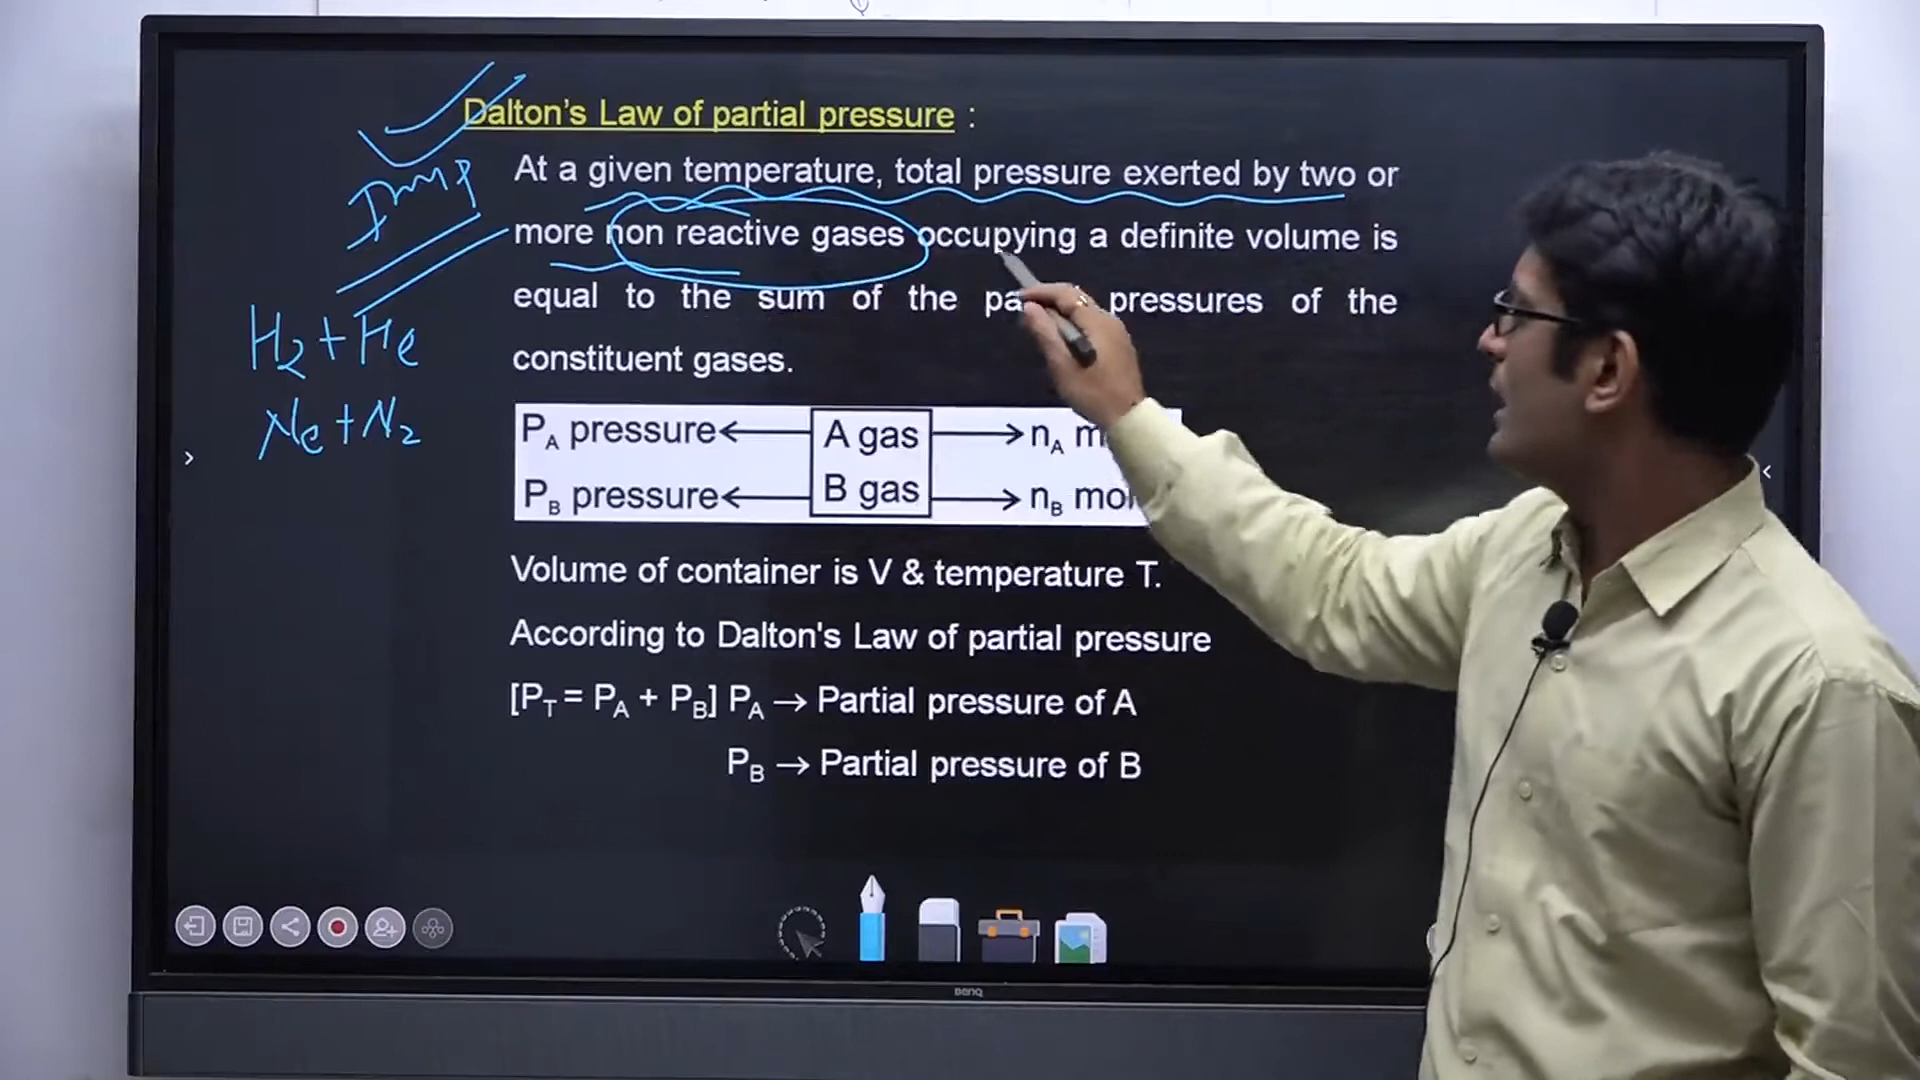 Dalton's Law of partial pressure :
Imp
At a given temperature, total pressure exerted by two or
more non reactive gases occupying a definite volume is
equal to the sum of the pressures of the
constituent gases.
H2 + He
Ne + N2
PA pressure ← A gas → nA
PB pressure ← B gas → nB
Volume of container is V & temperature T.
According to Dalton's Law of partial pressure
[PT = PA + PB] PA → Partial pressure of A
PB → Partial pressure of B
BenQ